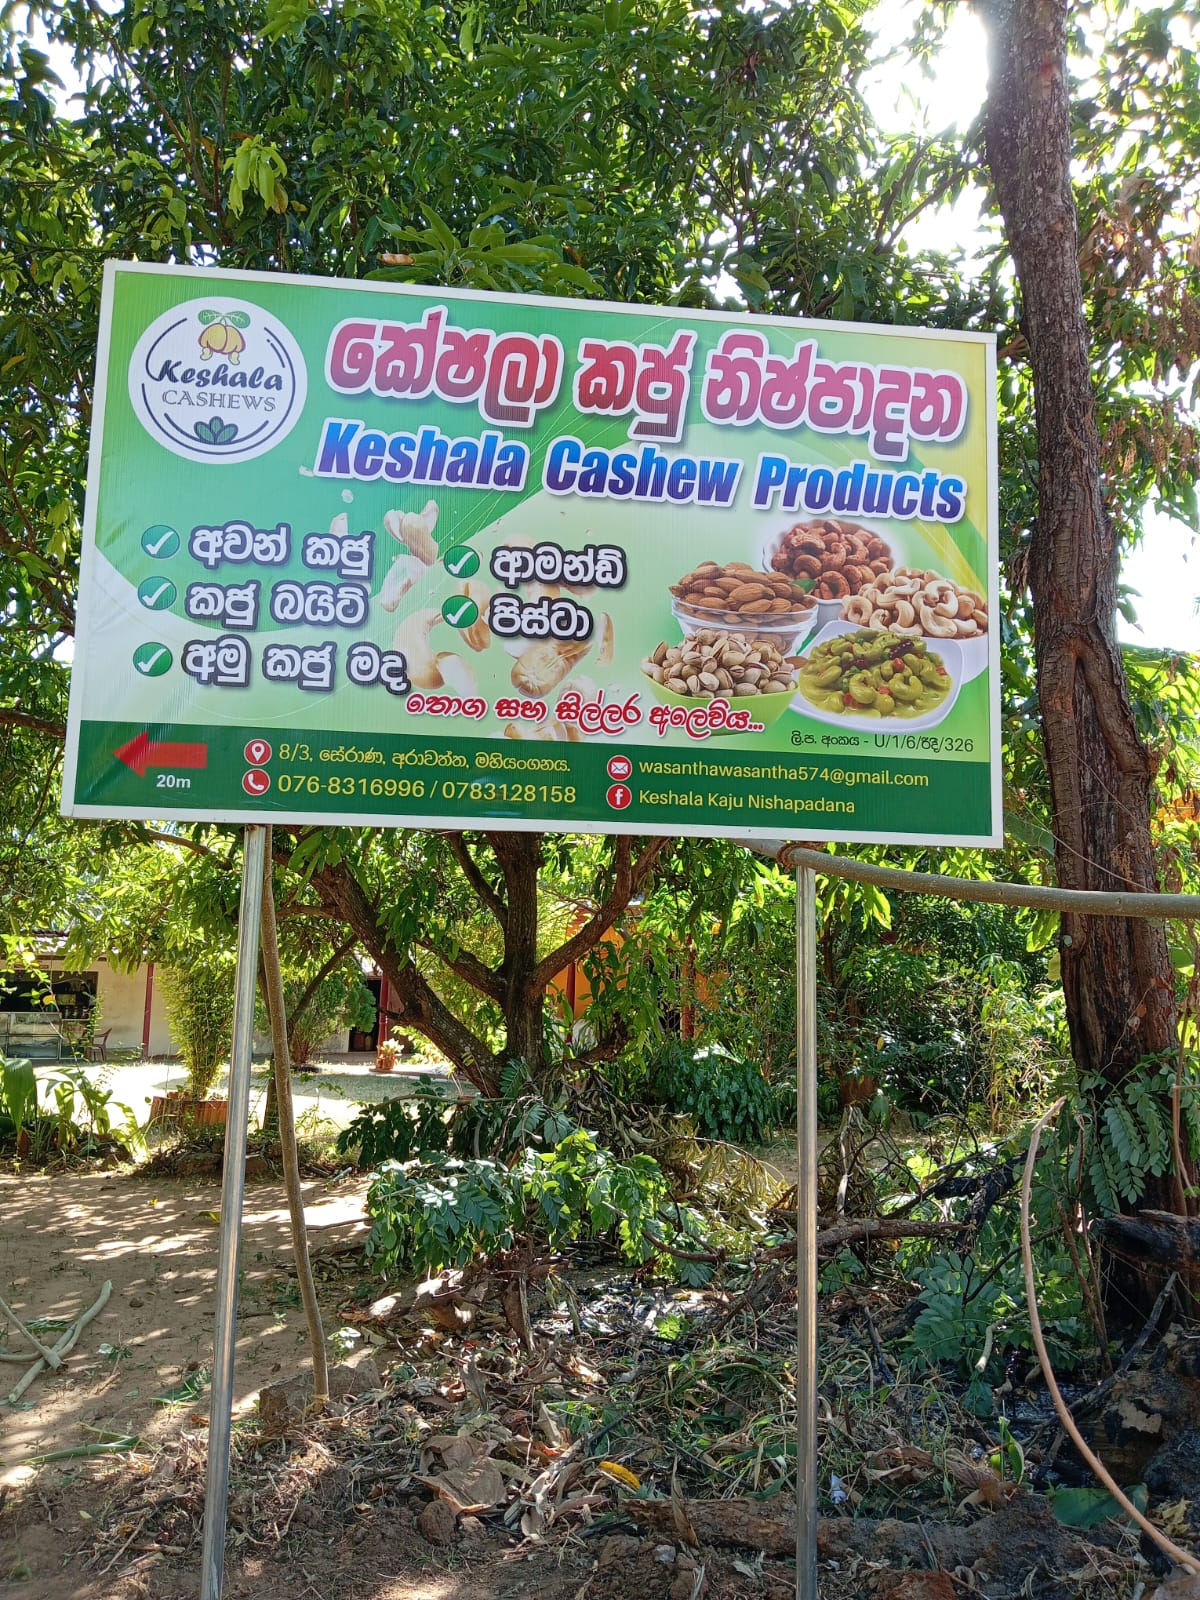 Keshala
CASHEWS
කේෂලා කජු නිෂ්පාදන
Keshala Cashew Products
අවන් කජු
කජු බයිට්
අමු කජු මද
ආමන්ඩ්
පිස්ටා
තොග සහ සිල්ලර අලෙවිය...
ලි.ප. අංකය - U/1/6/රිදී/326
20m
8/3, සේරාණ, අරාවත්ත, මහියංගනය.
076-8316996 / 0783128158
wasanthawasantha574@gmail.com
Keshala Kaju Nishapadana